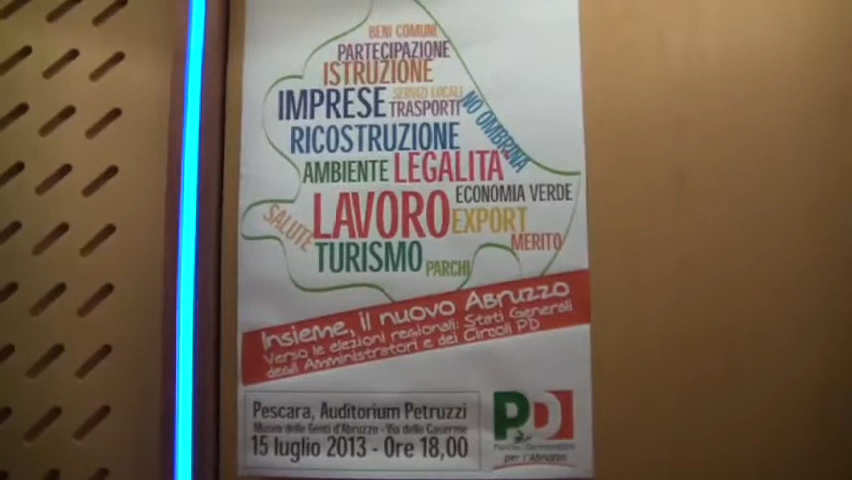 BENI COMUNI
PARTECIPAZIONE
ISTRUZIONE
IMPRESE
SERVIZI LOCALI
TRASPORTI
NO OMBRINA
RICOSTRUZIONE
AMBIENTE
LEGALITÀ
ECONOMIA VERDE
SALUTE
LAVORO
EXPORT
MERITO
TURISMO
PARCHI
Insieme, il nuovo Abruzzo
Verso le elezioni regionali: Stati Generali
degli Amministratori e dei Circoli PD
Pescara, Auditorium Petruzzi
Museo delle Genti d'Abruzzo - Via delle Caserme
15 luglio 2013 - Ore 18,00
PD
Partito Democratico
per l'Abruzzo